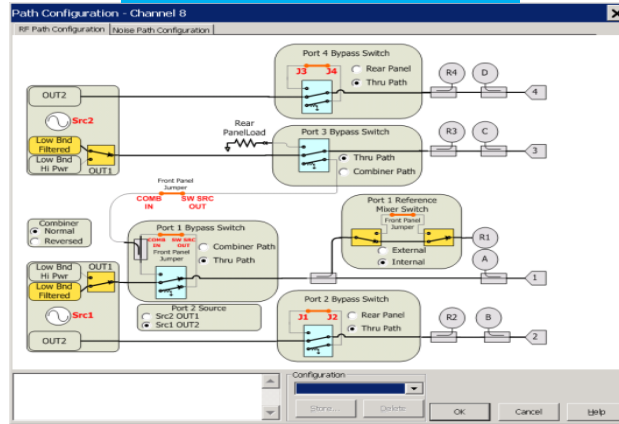 Path Configuration - Channel 8
RF Path Configuration
Noise Path Configuration
Port 4 Bypass Switch
J3
J4
Rear Panel
Thru Path
R4
D
4
OUT2
Src2
Low Bnd
Filtered
Low Bnd
Hi Pwr
OUT1
Rear
PanelLoad
Port 3 Bypass Switch
Thru Path
Combiner Path
R3
C
3
Front Panel
Jumper
COMB
IN
SW SRC
OUT
Combiner
Normal
Reversed
Port 1 Bypass Switch
COMB
IN
SW SRC
OUT
Front Panel
Jumper
Combiner Path
Thru Path
Port 1 Reference
Mixer Switch
Front Panel
Jumper
External
Internal
R1
A
1
Low Bnd
Hi Pwr
OUT1
Low Bnd
Filtered
Src1
OUT2
Port 2 Source
Src2 OUT1
Src1 OUT2
Port 2 Bypass Switch
J1
J2
Rear Panel
Thru Path
R2
B
2
Configuration
Store...
Delete
OK
Cancel
Help